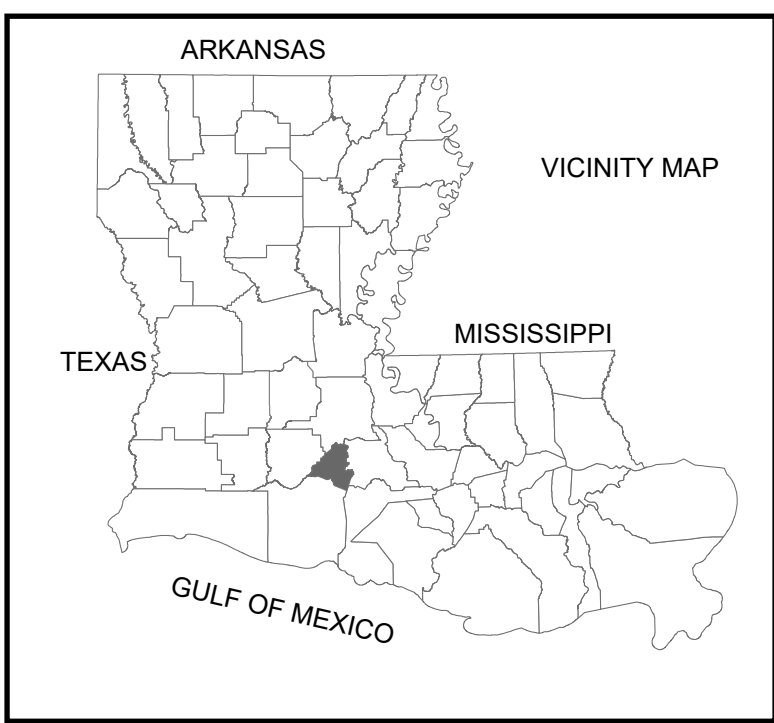 ARKANSAS
VICINITY MAP
MISSISSIPPI
TEXAS
GULF OF MEXICO